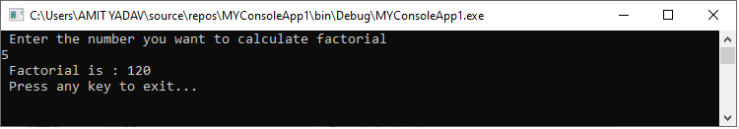 C:\Users\AMIT YADAV\source\repos\MYConsoleApp1\bin\Debug\MYConsoleApp1.exe
Enter the number you want to calculate factorial
5
Factorial is : 120
Press any key to exit...